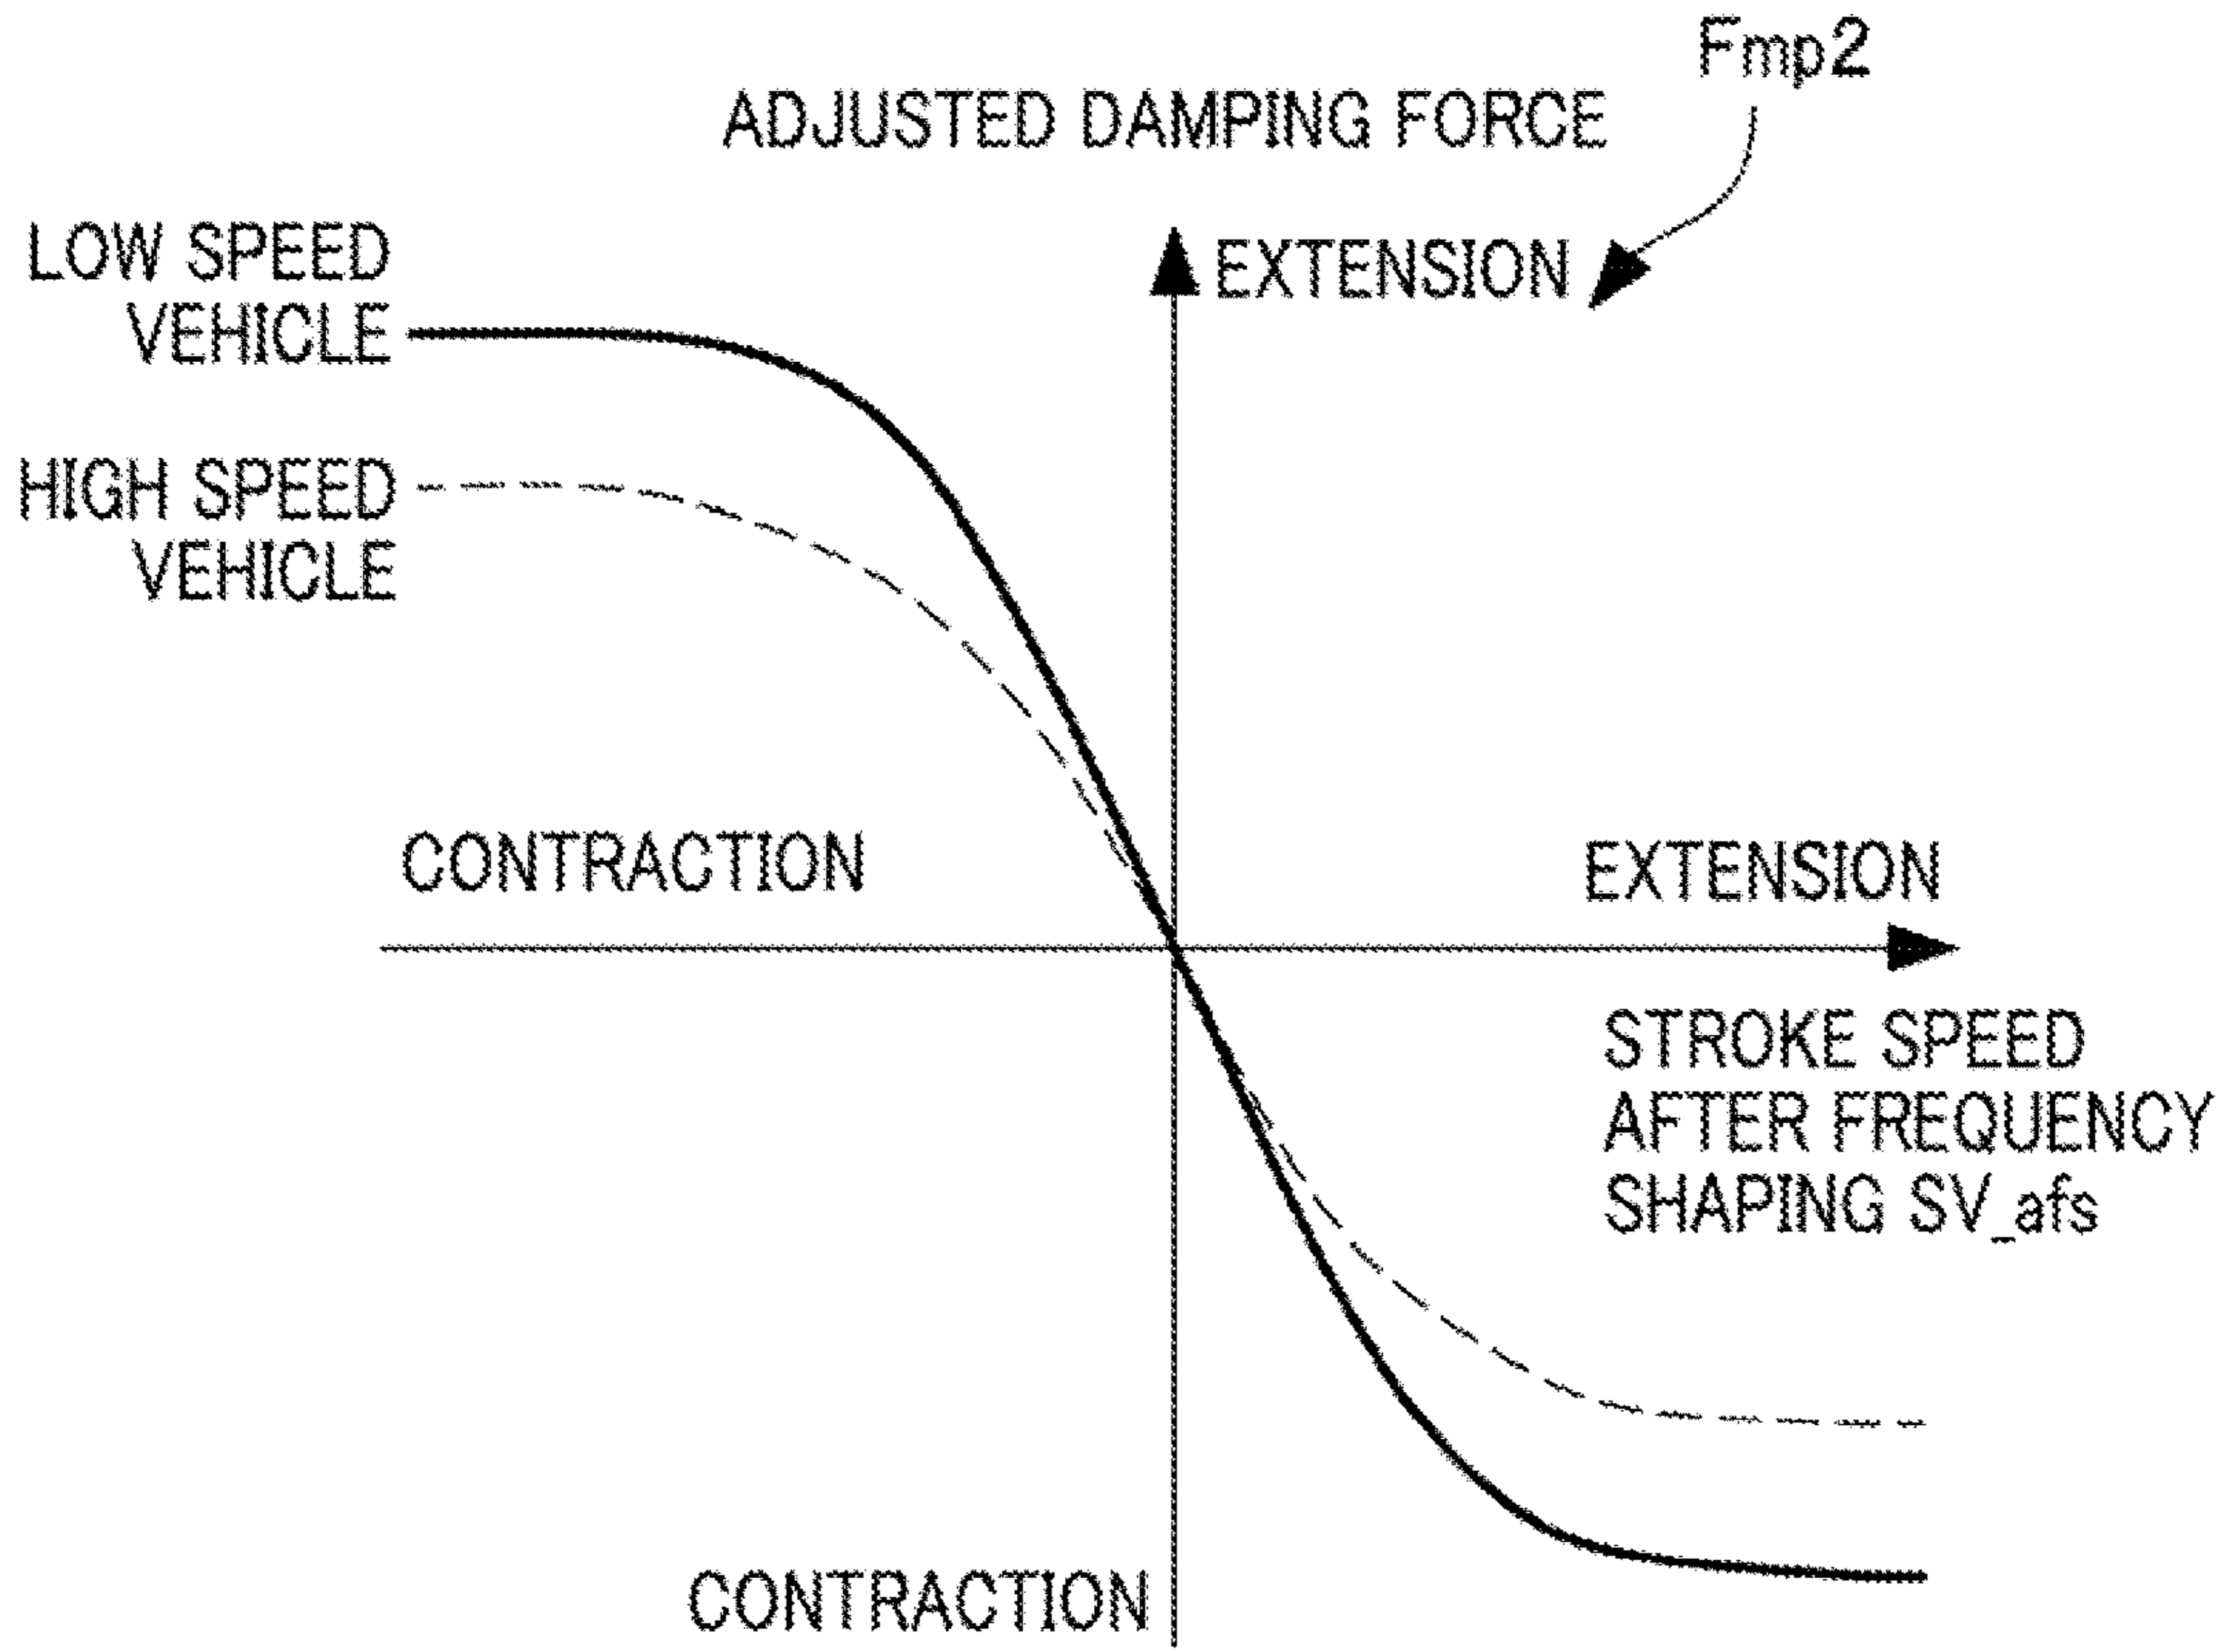 Fmp2
ADJUSTED DAMPING FORCE
LOW SPEED
VEHICLE
EXTENSION
HIGH SPEED
VEHICLE
CONTRACTION
EXTENSION
STROKE SPEED
AFTER FREQUENCY
SHAPING SV_afs
CONTRACTION